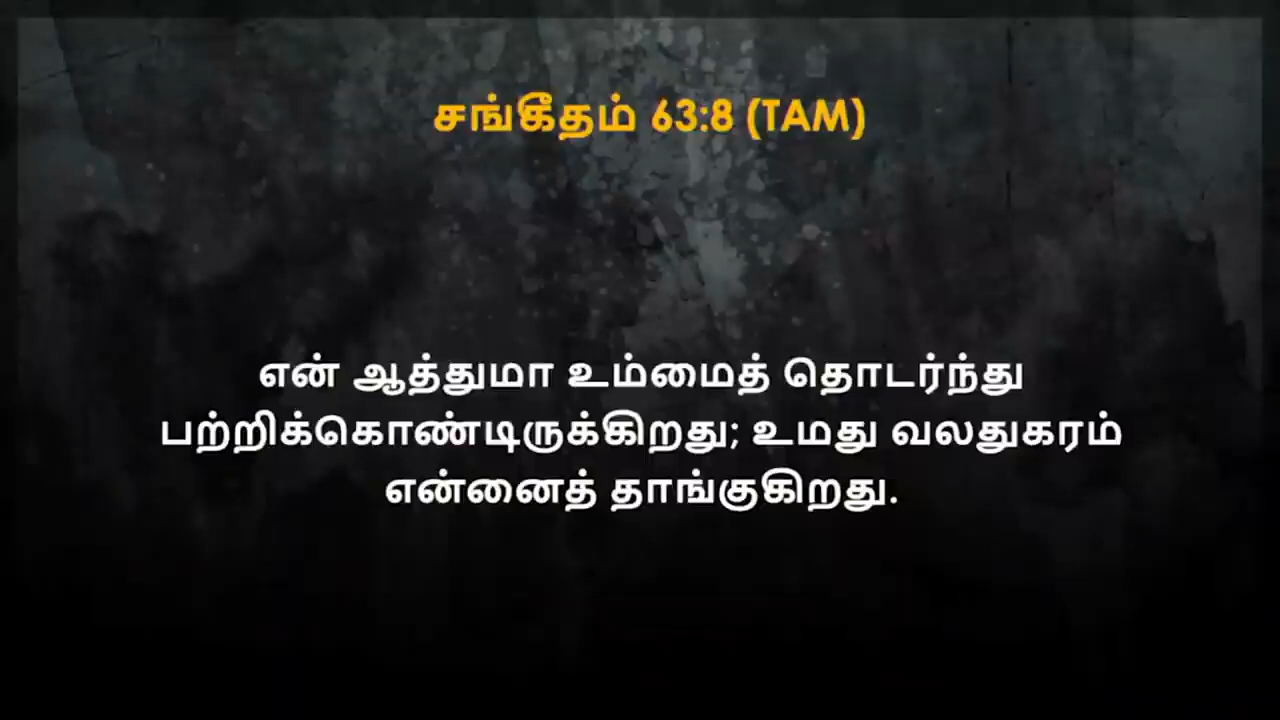 சங்கீதம் 63:8 (TAM)
என் ஆத்துமா உம்மைத் தொடர்ந்து
பற்றிக்கொண்டிருக்கிறது; உமது வலதுகரம்
என்னைத் தாங்குகிறது.